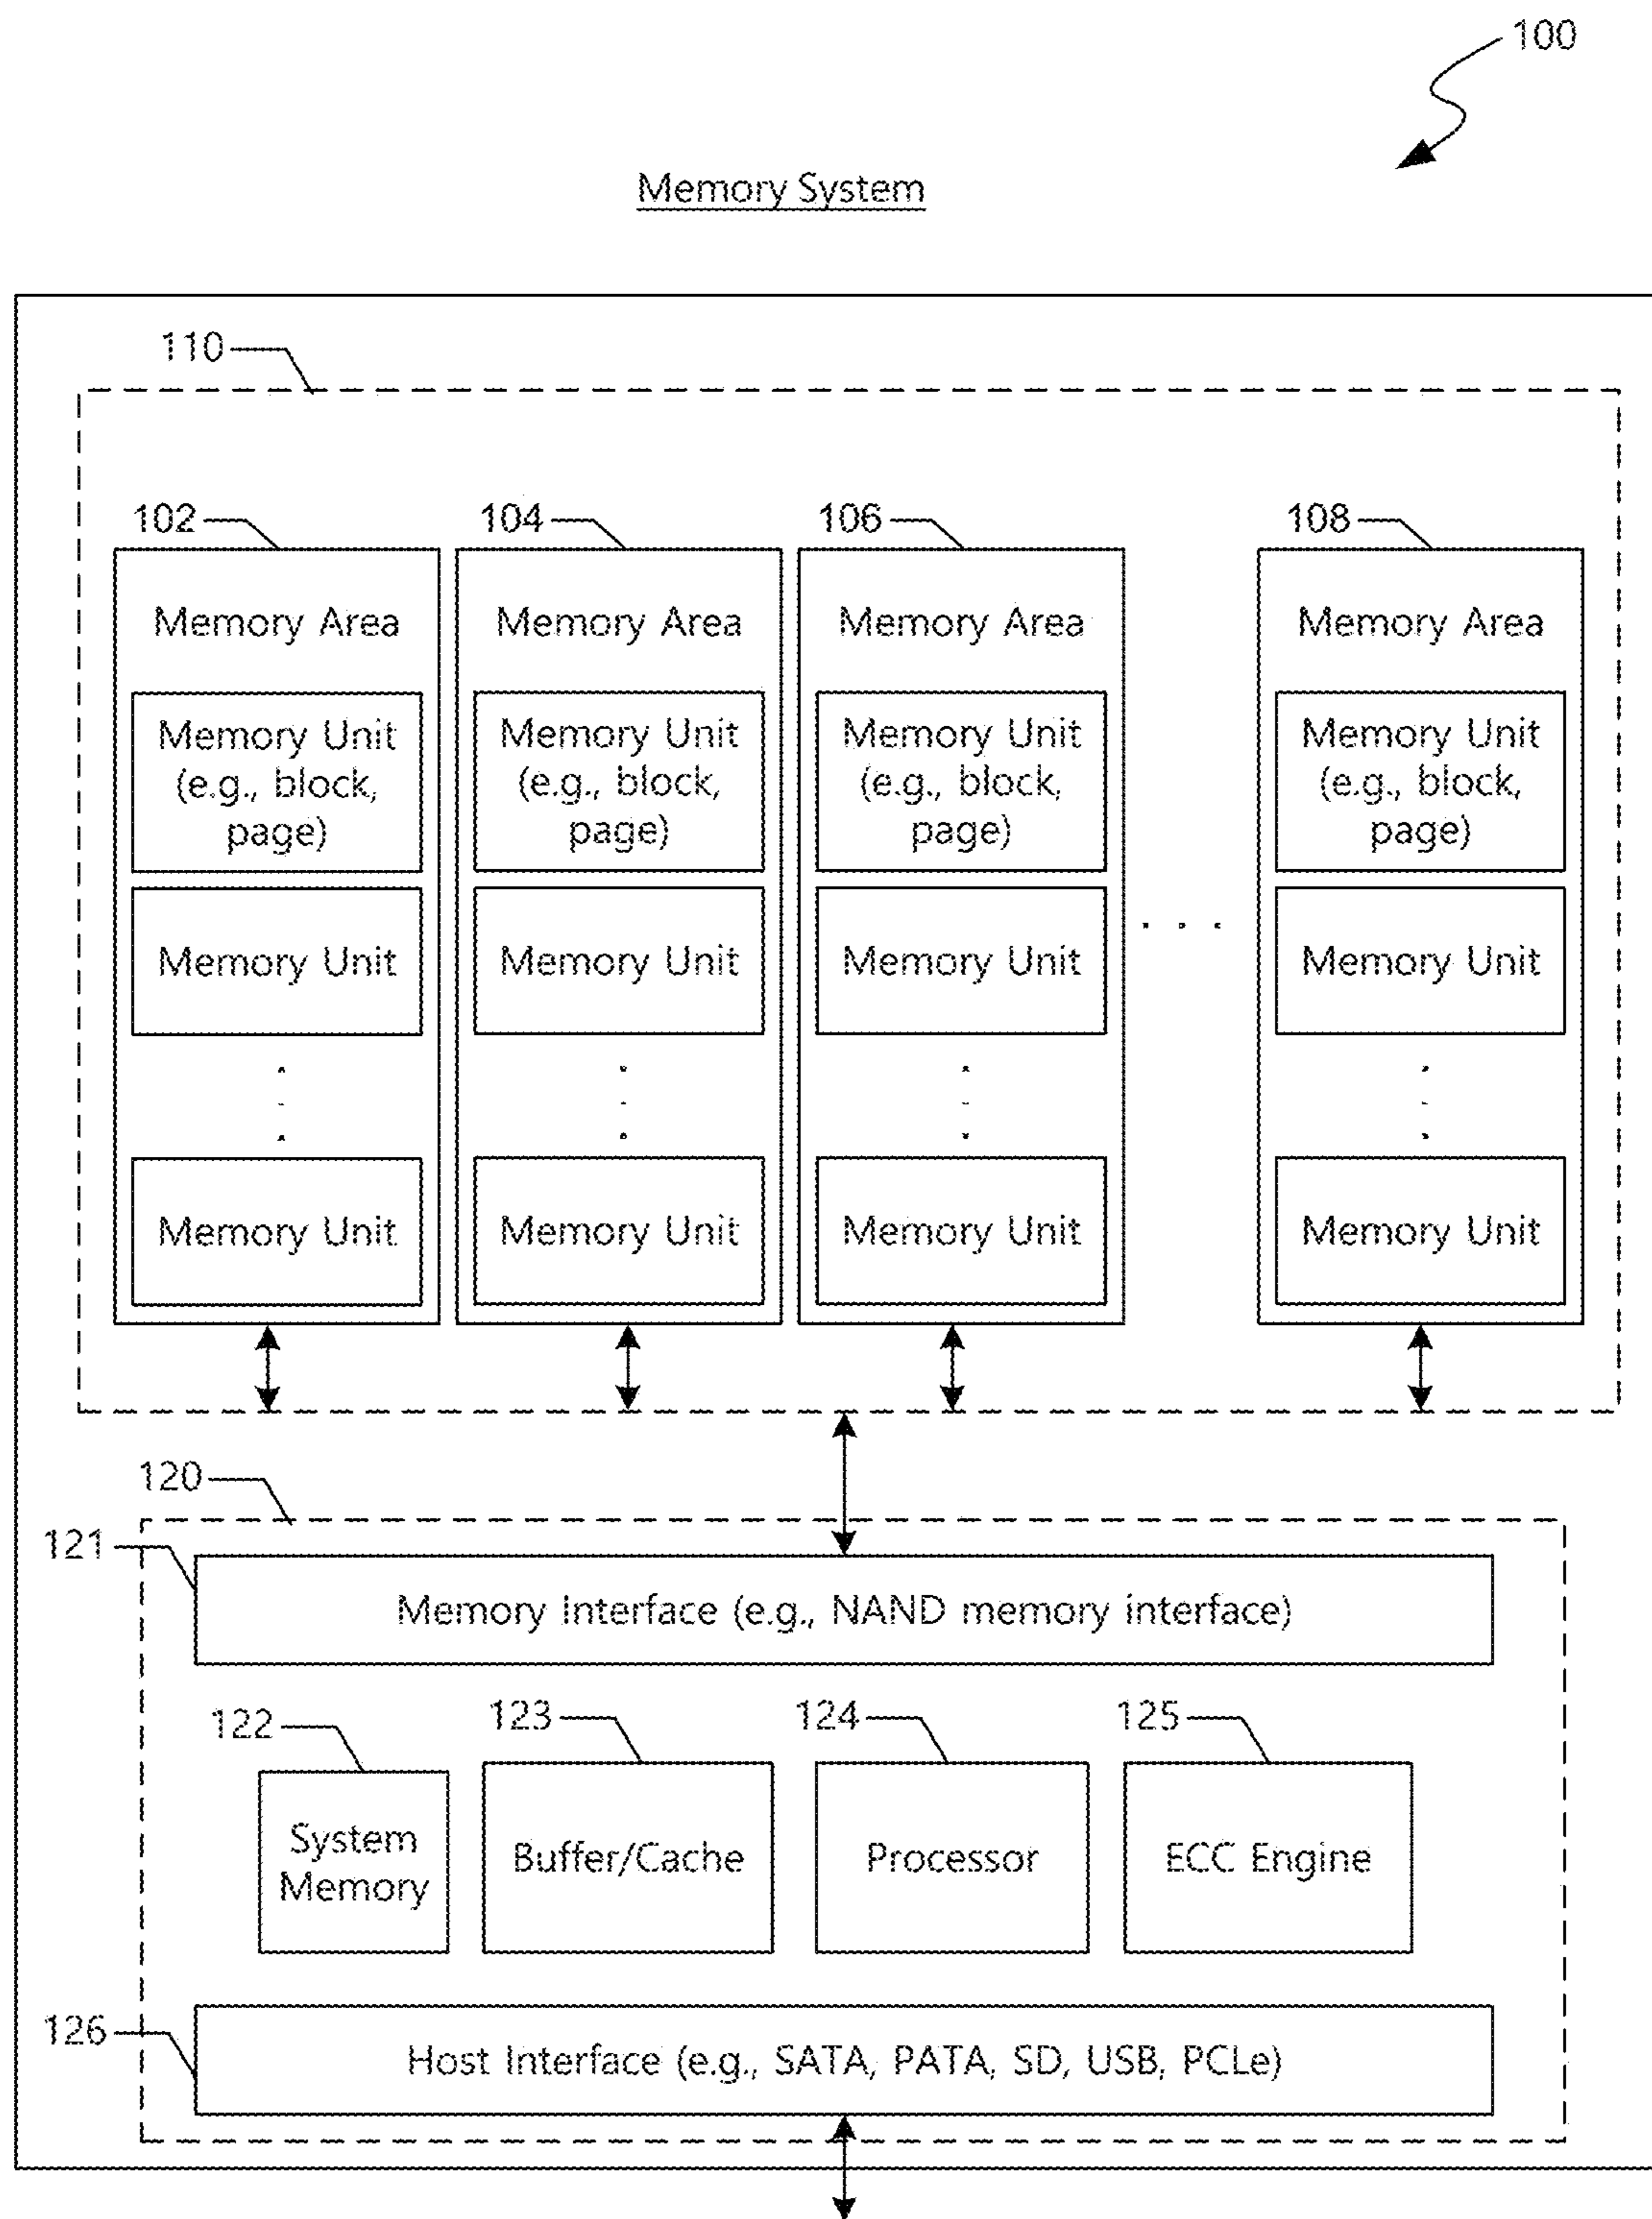 100
Memory System
110
102 104 106 108
Memory Area Memory Area Memory Area Memory Area
Memory Unit Memory Unit Memory Unit Memory Unit
(e.g., block, (e.g., block, (e.g., block, (e.g., block,
page) page) page) page)
Memory Unit Memory Unit Memory Unit . . . Memory Unit
Memory Unit Memory Unit Memory Unit Memory Unit
120
121
Memory Interface (e.g., NAND memory interface)
122 123 124 125
System
Memory
Buffer/Cache
Processor
ECC Engine
126
Host Interface (e.g., SATA, PATA, SD, USB, PCLe)